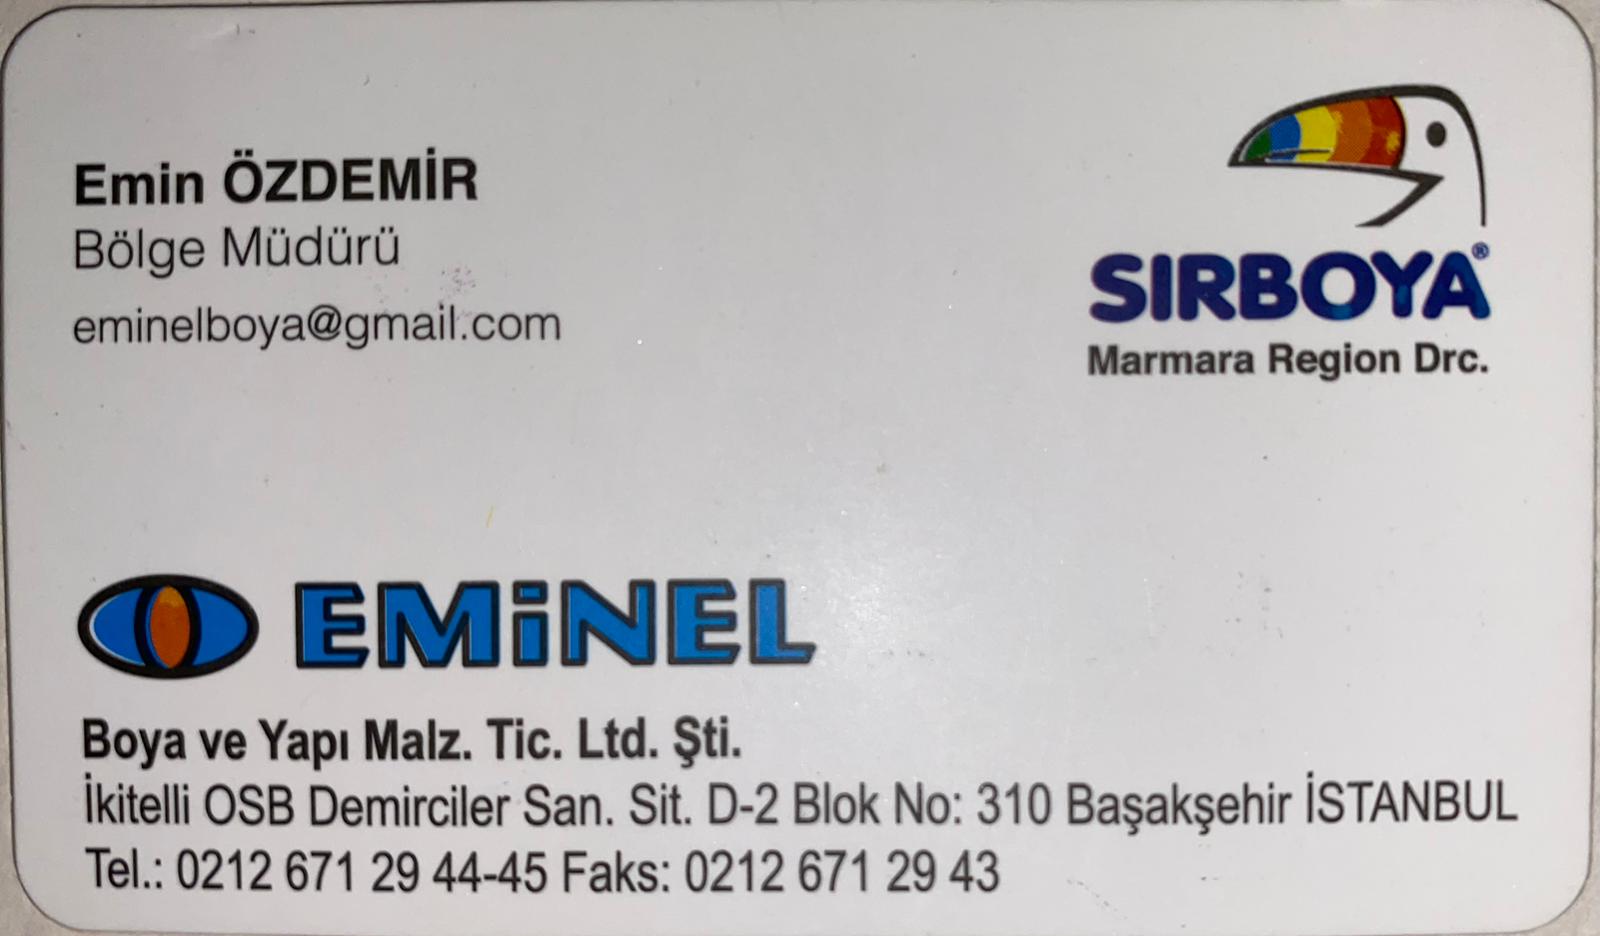 Emin ÖZDEMİR
Bölge Müdürü
eminelboya@gmail.com
SIRBOYA®
Marmara Region Drc.
EMiNEL
Boya ve Yapı Malz. Tic. Ltd. Şti.
İkitelli OSB Demirciler San. Sit. D-2 Blok No: 310 Başakşehir İSTANBUL
Tel.: 0212 671 29 44-45 Faks: 0212 671 29 43